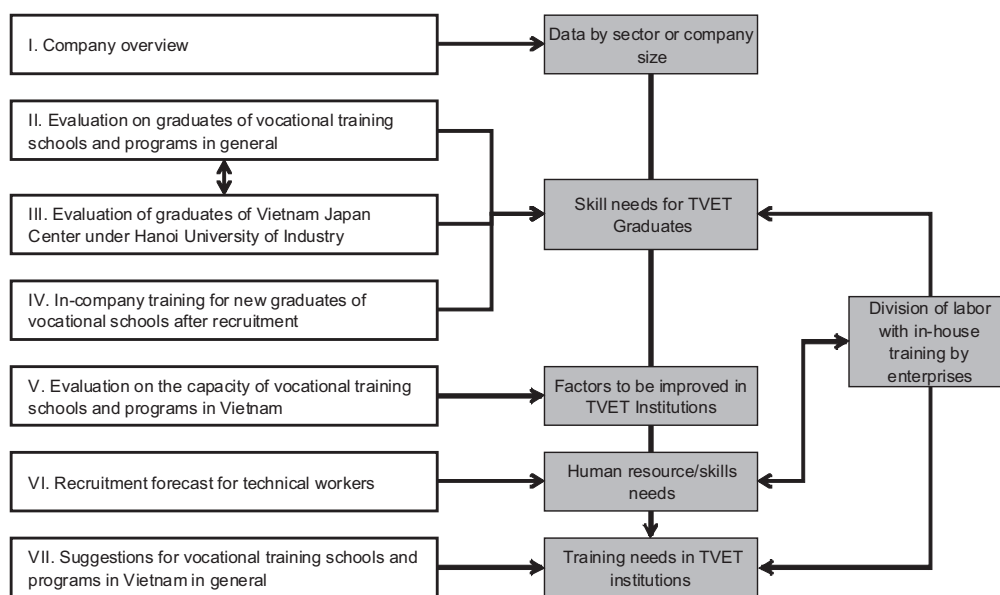 I. Company overview
Data by sector or company
size
II. Evaluation on graduates of vocational training
schools and programs in general
III. Evaluation of graduates of Vietnam Japan
Center under Hanoi University of Industry
Skill needs for TVET
Graduates
IV. In-company training for new graduates of
vocational schools after recruitment
Division of labor
with in-house
training by
enterprises
V. Evaluation on the capacity of vocational training
schools and programs in Vietnam
Factors to be improved in
TVET Institutions
VI. Recruitment forecast for technical workers
Human resource/skills
needs
VII. Suggestions for vocational training schools and
programs in Vietnam in general
Training needs in TVET
institutions